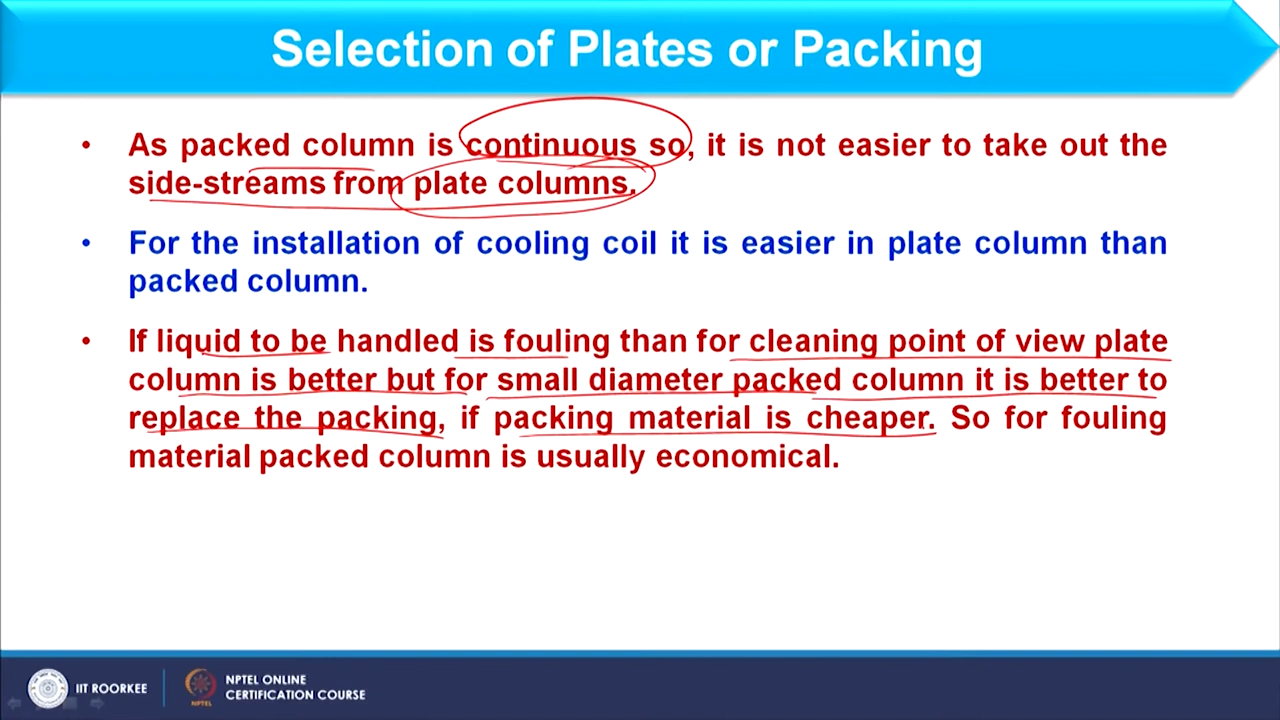 Selection of Plates or Packing
• As packed column is continuous so, it is not easier to take out the
side-streams from plate columns.
• For the installation of cooling coil it is easier in plate column than
packed column.
• If liquid to be handled is fouling than for cleaning point of view plate
column is better but for small diameter packed column it is better to
replace the packing, if packing material is cheaper. So for fouling
material packed column is usually economical.
IIT ROORKEE
NPTEL
NPTEL ONLINE
CERTIFICATION COURSE